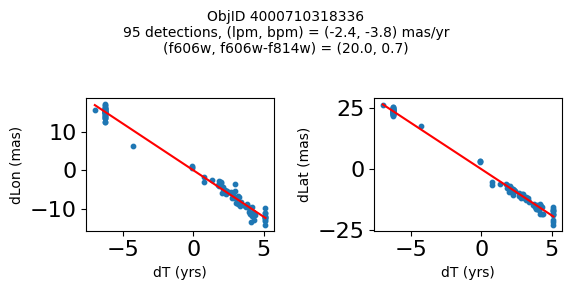 ObjID 4000710318336
95 detections, (lpm, bpm) = (-2.4, -3.8) mas/yr
(f606w, f606w-f814w) = (20.0, 0.7)
dLon (mas)
10
0
−10
−5
0
5
dT (yrs)
dLat (mas)
25
0
−25
−5
0
5
dT (yrs)